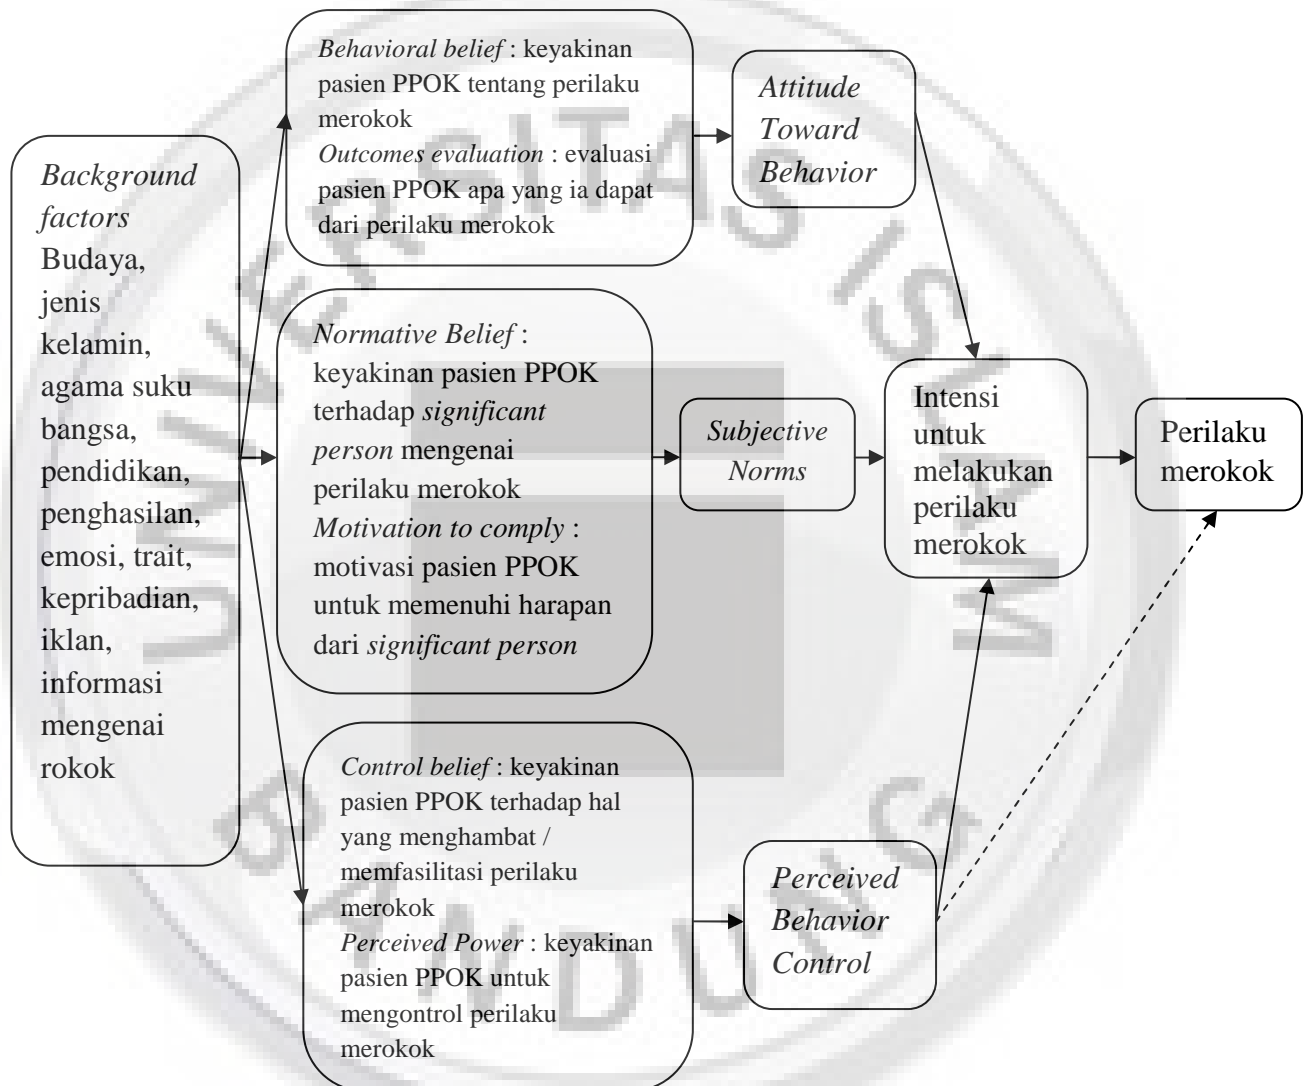 Background
factors
Budaya,
jenis
kelamin,
agama suku
bangsa,
pendidikan,
penghasilan,
emosi, trait,
kepribadian,
iklan,
informasi
mengenai
rokok
Behavioral belief : keyakinan
pasien PPOK tentang perilaku
merokok
Outcomes evaluation : evaluasi
pasien PPOK apa yang ia dapat
dari perilaku merokok
Attitude
Toward
Behavior
Normative Belief :
keyakinan pasien PPOK
terhadap significant
person mengenai
perilaku merokok
Motivation to comply :
motivasi pasien PPOK
untuk memenuhi harapan
dari significant person
Subjective
Norms
Intensi
untuk
melakukan
perilaku
merokok
Perilaku
merokok
Control belief : keyakinan
pasien PPOK terhadap hal
yang menghambat /
memfasilitasi perilaku
merokok
Perceived Power : keyakinan
pasien PPOK untuk
mengontrol perilaku
merokok
Perceived
Behavior
Control
UNIVERSITAS ISLAM
BANDUNG